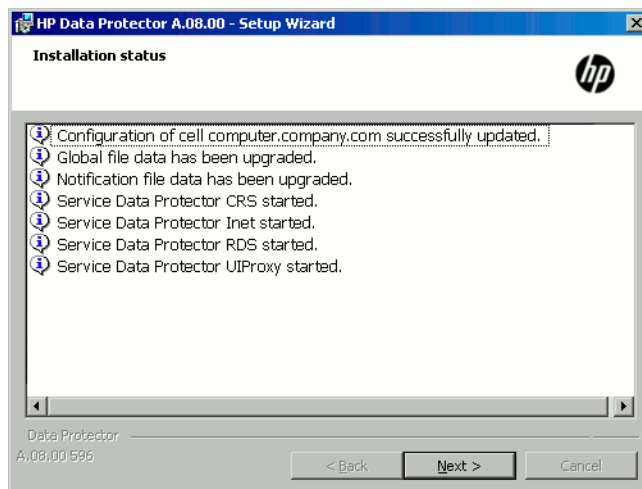 HP Data Protector A.08.00 - Setup Wizard
Installation status
hp
Configuration of cell computer.company.com successfully updated.
Global file data has been upgraded.
Notification file data has been upgraded.
Service Data Protector CRS started.
Service Data Protector Inet started.
Service Data Protector RDS started.
Service Data Protector UIProxy started.
Data Protector
A.08.00 596
< Back
Next >
Cancel